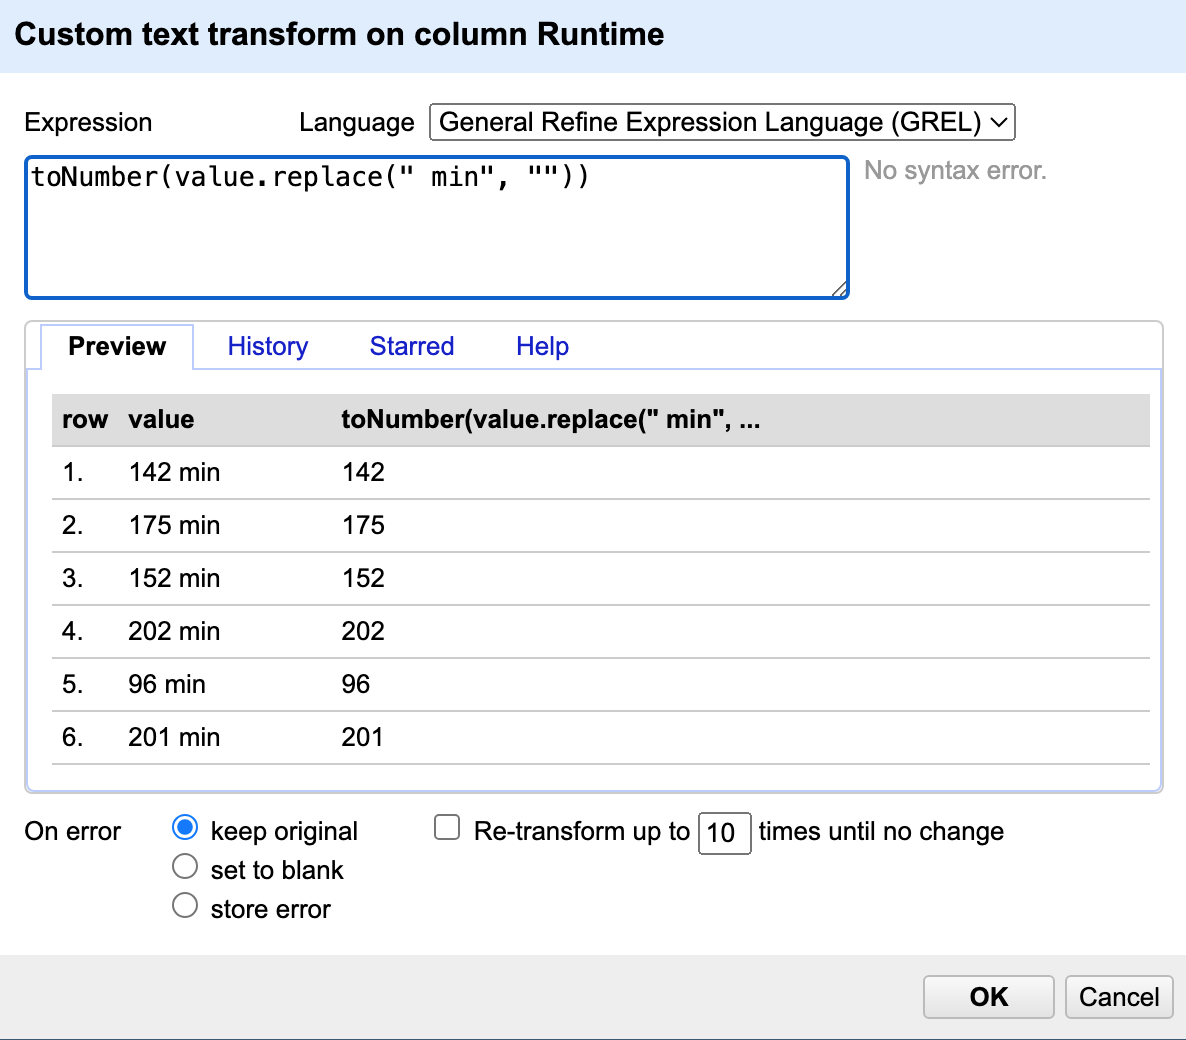 Custom text transform on column Runtime
Expression Language General Refine Expression Language (GREL)
toNumber(value.replace(" min", "")) No syntax error.
Preview History Starred Help
row value toNumber(value.replace(" min", ...
1. 142 min 142
2. 175 min 175
3. 152 min 152
4. 202 min 202
5. 96 min 96
6. 201 min 201
On error keep original Re-transform up to 10 times until no change
set to blank
store error
OK Cancel